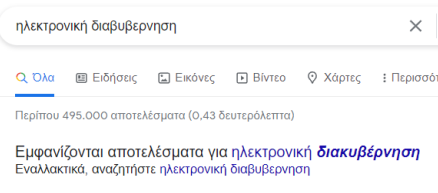 ηλεκτρονική διαβυβερνηση
Όλα Ειδήσεις Εικόνες Βίντεο Χάρτες Περισσότ
Περίπου 495.000 αποτελέσματα (0,43 δευτερόλεπτα)
Εμφανίζονται αποτελέσματα για ηλεκτρονική διακυβέρνηση
Εναλλακτικά, αναζητήστε ηλεκτρονική διαβυβερνηση